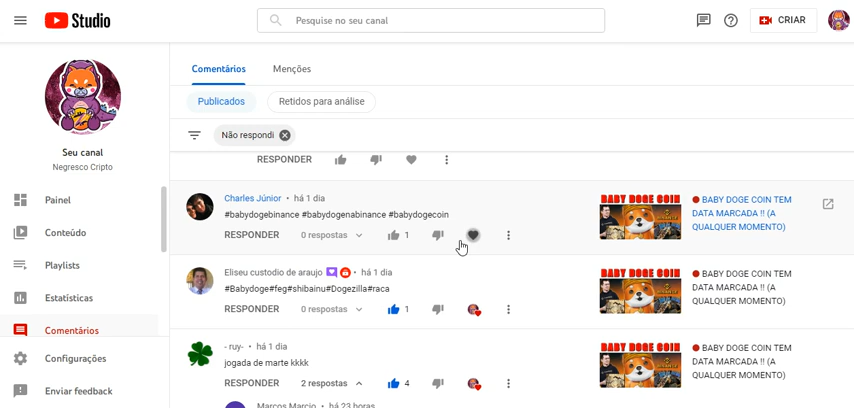 Studio
Pesquise no seu canal
CRIAR
Seu canal
Negresco Cripto
Painel
Conteúdo
Playlists
Estatísticas
Comentários
Configurações
Enviar feedback
Comentários Menções
Publicados Retidos para análise
Não respondi
RESPONDER
Charles Júnior • há 1 dia
#babydogebinance #babydogenabinance #babydogecoin
RESPONDER 0 respostas 1
BABY DOGE COIN
BABY DOGE COIN TEM
DATA MARCADA !! (A
QUALQUER MOMENTO)
Eliseu custodio de araujo • há 1 dia
#Babydoge#feg#shibainu#Dogezilla#raca
RESPONDER 0 respostas 1
BABY DOGE COIN
BABY DOGE COIN TEM
DATA MARCADA !! (A
QUALQUER MOMENTO)
- ruy- • há 1 dia
jogada de marte kkkk
RESPONDER 2 respostas 4
BABY DOGE COIN
BABY DOGE COIN TEM
DATA MARCADA !! (A
QUALQUER MOMENTO)
Marcos Marcio • há 23 horas